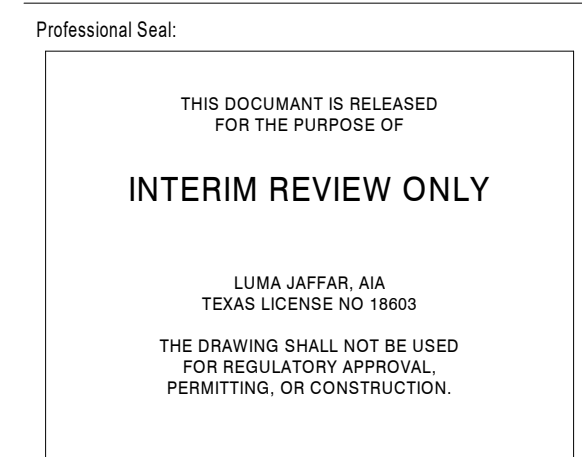 Professional Seal:
THIS DOCUMANT IS RELEASED
FOR THE PURPOSE OF
INTERIM REVIEW ONLY
LUMA JAFFAR, AIA
TEXAS LICENSE NO 18603
THE DRAWING SHALL NOT BE USED
FOR REGULATORY APPROVAL,
PERMITTING, OR CONSTRUCTION.